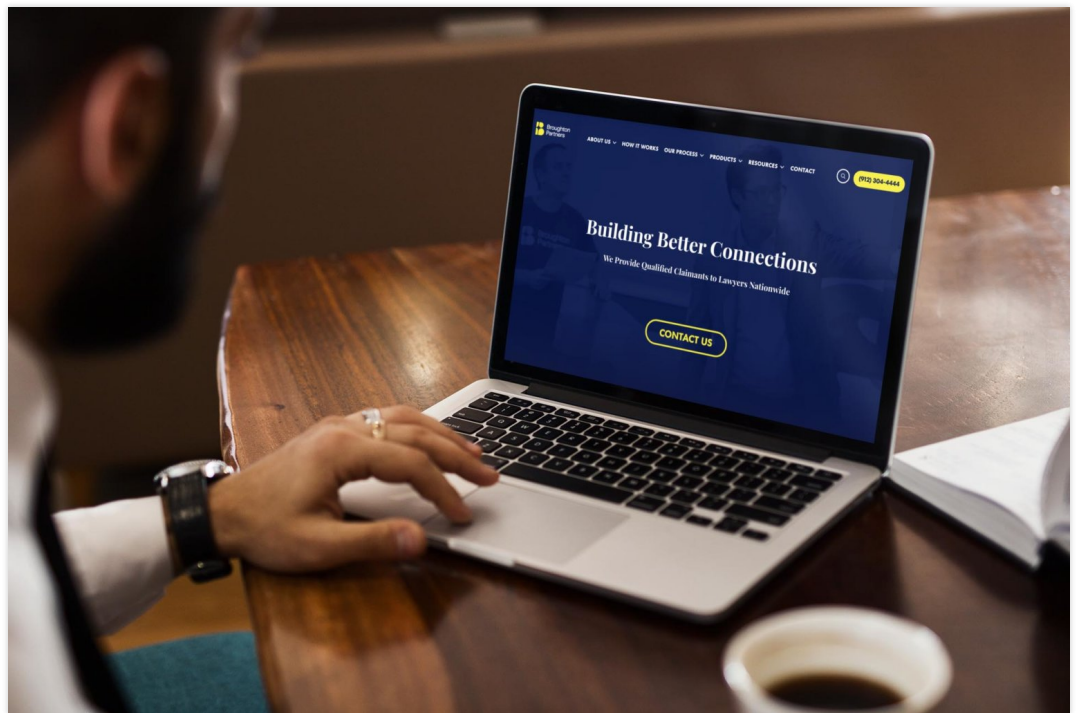 Broughton
Partners
ABOUT US
HOW IT WORKS
OUR PROCESS
PRODUCTS
RESOURCES
CONTACT
(912) 304-4444
Building Better Connections
We Provide Qualified Claimants to Lawyers Nationwide
CONTACT US